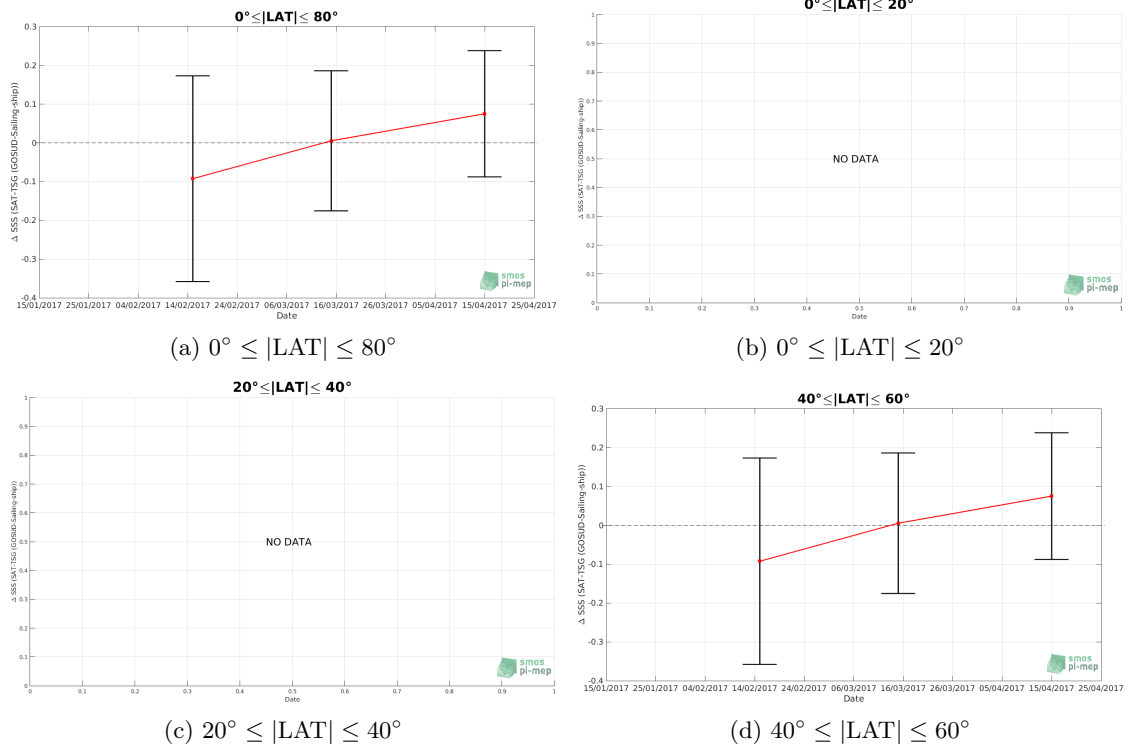 0°≤|LAT|≤ 80°
0.3
0.2
0.1
0
-0.1
-0.2
-0.3
-0.4
Δ SSS (SAT-TSG (GOSUD-Sailing-ship))
15/01/2017 25/01/2017 04/02/2017 14/02/2017 24/02/2017 06/03/2017 16/03/2017 26/03/2017 05/04/2017 15/04/2017 25/04/2017
Date
smos
pi-mep
(a) 0° ≤ |LAT| ≤ 80°
0°≤|LAT|≤ 20°
1
0.9
0.8
0.7
0.6
0.5
0.4
0.3
0.2
0.1
0
Δ SSS (SAT-TSG (GOSUD-Sailing-ship))
NO DATA
0 0.1 0.2 0.3 0.4 0.5 0.6 0.7 0.8 0.9 1
Date
smos
pi-mep
(b) 0° ≤ |LAT| ≤ 20°
20°≤|LAT|≤ 40°
1
0.9
0.8
0.7
0.6
0.5
0.4
0.3
0.2
0.1
0
Δ SSS (SAT-TSG (GOSUD-Sailing-ship))
NO DATA
0 0.1 0.2 0.3 0.4 0.5 0.6 0.7 0.8 0.9 1
Date
smos
pi-mep
(c) 20° ≤ |LAT| ≤ 40°
40°≤|LAT|≤ 60°
0.3
0.2
0.1
0
-0.1
-0.2
-0.3
-0.4
Δ SSS (SAT-TSG (GOSUD-Sailing-ship))
15/01/2017 25/01/2017 04/02/2017 14/02/2017 24/02/2017 06/03/2017 16/03/2017 26/03/2017 05/04/2017 15/04/2017 25/04/2017
Date
smos
pi-mep
(d) 40° ≤ |LAT| ≤ 60°